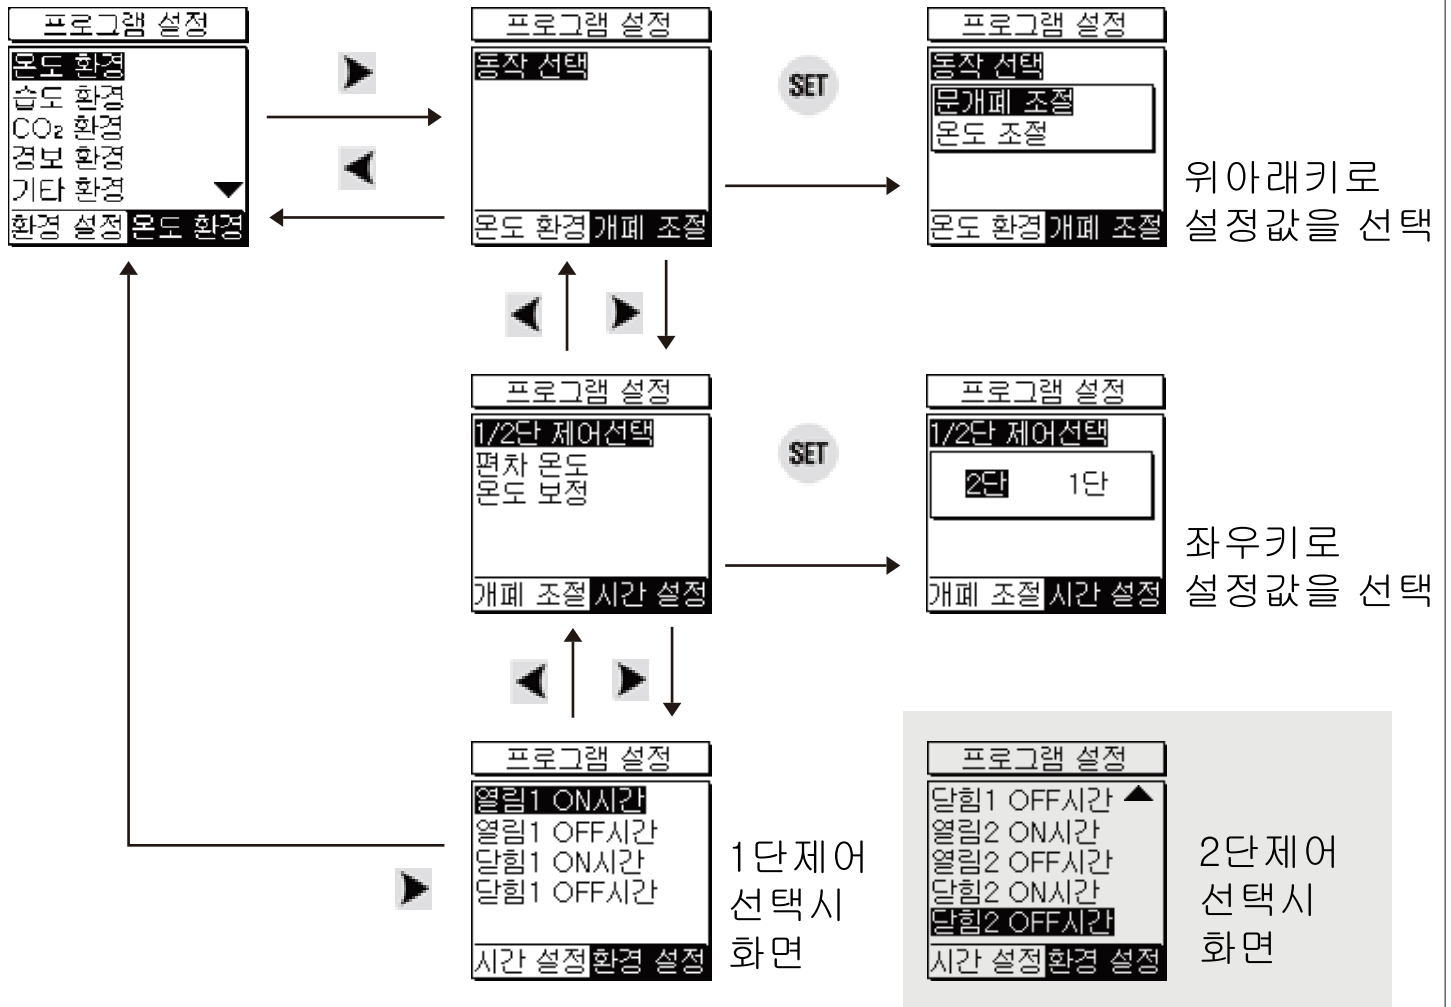 프로그램 설정
온도 환경
습도 환경
CO₂ 환경
경보 환경
기타 환경
환경 설정 온도 환경
프로그램 설정
동작 선택
온도 환경 개폐 조절
SET
프로그램 설정
동작 선택
문개폐 조절
온도 조절
온도 환경 개폐 조절
위아래키로
설정값을 선택
프로그램 설정
1/2단 제어선택
편차 온도
온도 보정
개폐 조절 시간 설정
SET
프로그램 설정
1/2단 제어선택
2단 1단
개폐 조절 시간 설정
좌우키로
설정값을 선택
프로그램 설정
열림1 ON시간
열림1 OFF시간
닫힘1 ON시간
닫힘1 OFF시간
시간 설정 환경 설정
1단제어
선택시
화면
프로그램 설정
닫힘1 OFF시간
열림2 ON시간
열림2 OFF시간
닫힘2 ON시간
닫힘2 OFF시간
시간 설정 환경 설정
2단제어
선택시
화면